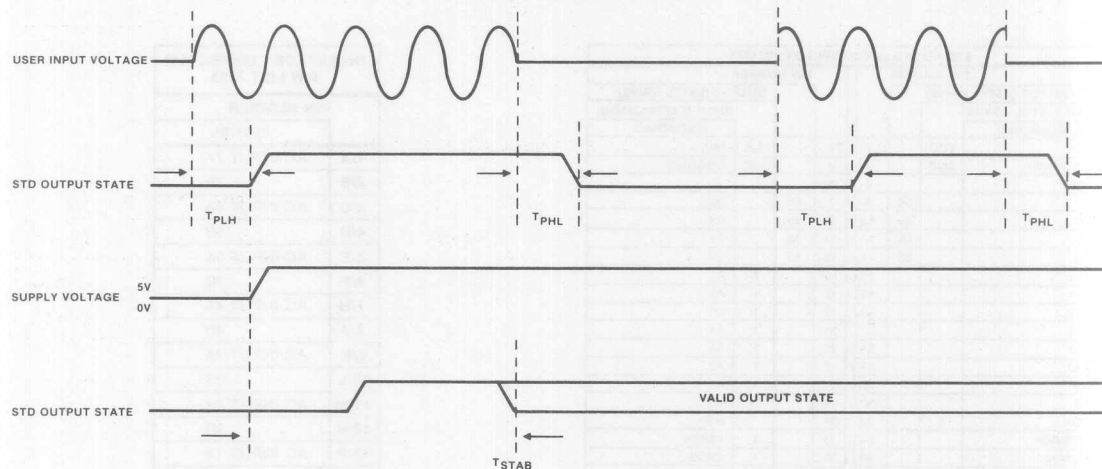 USER INPUT VOLTAGE
STD OUTPUT STATE
TPLH
TPHL
TPLH
TPHL
SUPPLY VOLTAGE
5V
0V
STD OUTPUT STATE
VALID OUTPUT STATE
TSTAB